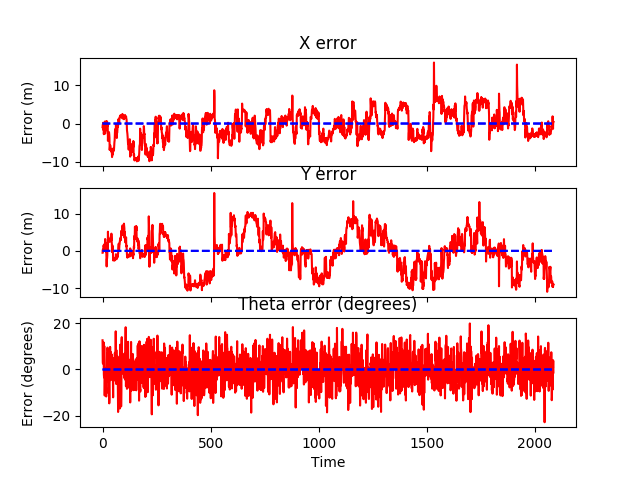 X error
Error (m)
10
0
−10
Y error
Error (m)
10
0
−10
Theta error (degrees)
Error (degrees)
20
0
−20
0 500 1000 1500 2000
Time